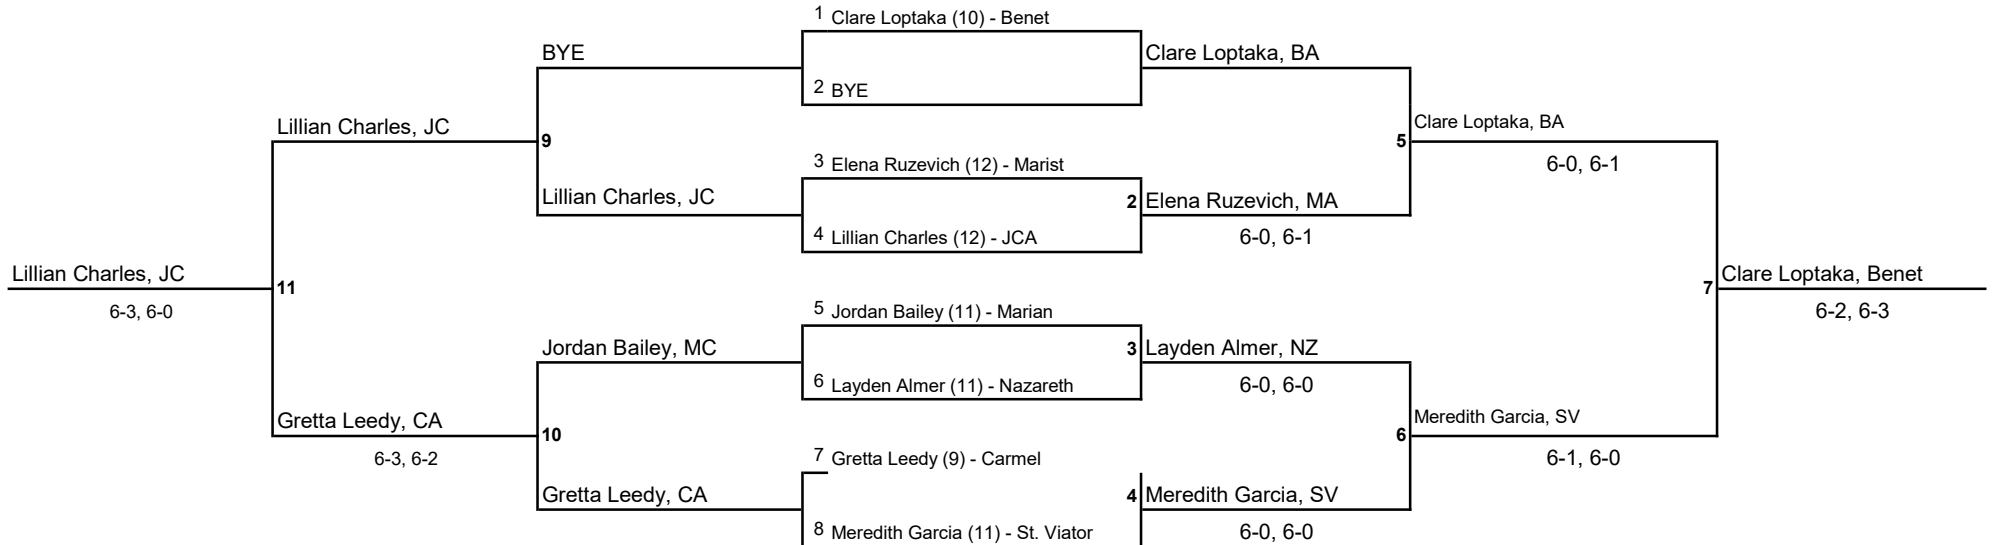 1 Clare Loptaka (10) - Benet
BYE
Clare Loptaka, BA
2 BYE
Lillian Charles, JC
Clare Loptaka, BA
9
5
3 Elena Ruzevich (12) - Marist
6-0, 6-1
Lillian Charles, JC
2 Elena Ruzevich, MA
4 Lillian Charles (12) - JCA
6-0, 6-1
Lillian Charles, JC
11
7 Clare Loptaka, Benet
6-3, 6-0
5 Jordan Bailey (11) - Marian
6-2, 6-3
Jordan Bailey, MC
3 Layden Almer, NZ
6 Layden Almer (11) - Nazareth
6-0, 6-0
Gretta Leedy, CA
Meredith Garcia, SV
10
6
6-3, 6-2
7 Gretta Leedy (9) - Carmel
6-1, 6-0
Gretta Leedy, CA
4 Meredith Garcia, SV
8 Meredith Garcia (11) - St. Viator
6-0, 6-0